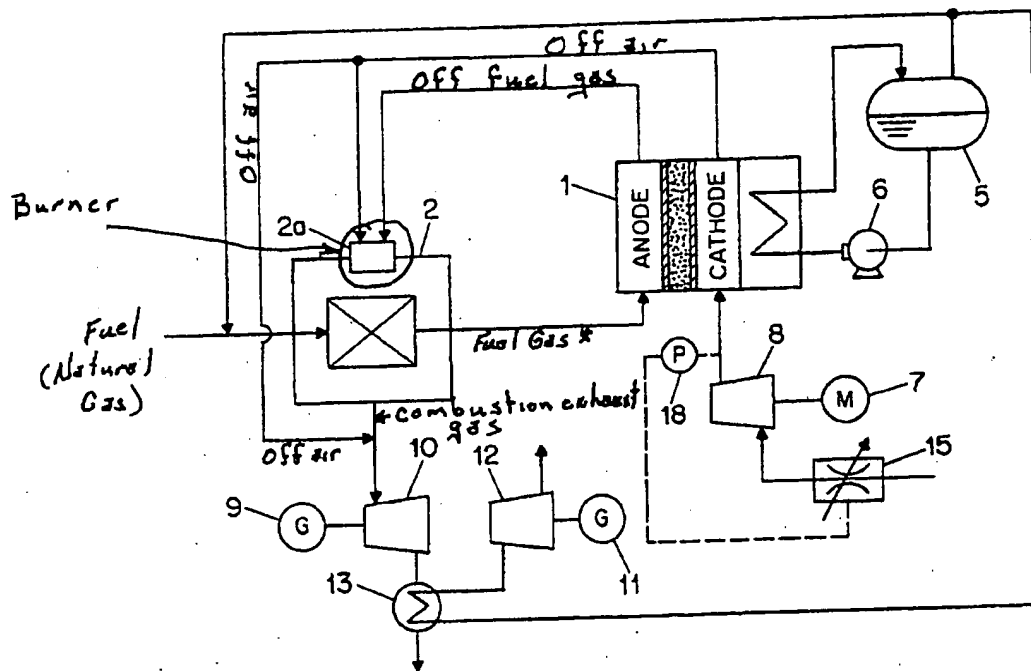 Off air
Off fuel gas
Off air
5
1
ANODE
CATHODE
6
Burner
2a
2
Fuel
(Natural
Gas)
Fuel Gas *
P
18
8
M
7
combustion exhaust
gas
Off air
10
12
15
9
G
G
11
13